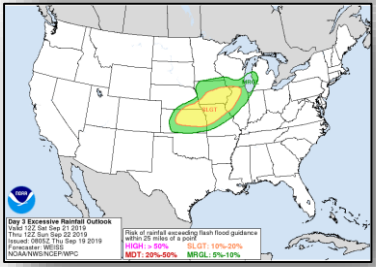 MRGL
SLGT
NOAA
Day 3 Excessive Rainfall Outlook
Valid 12Z Sat Sep 21 2019
Thru 12Z Sun Sep 22 2019
Issued: 0805Z Thu Sep 19 2019
Forecaster: WEISS
NOAA/NWS/NCEP/WPC
Risk of rainfall exceeding flash flood guidance
within 25 miles of a point
HIGH: > 50%
SLGT: 10%-20%
MDT: 20%-50%
MRGL: 5%-10%